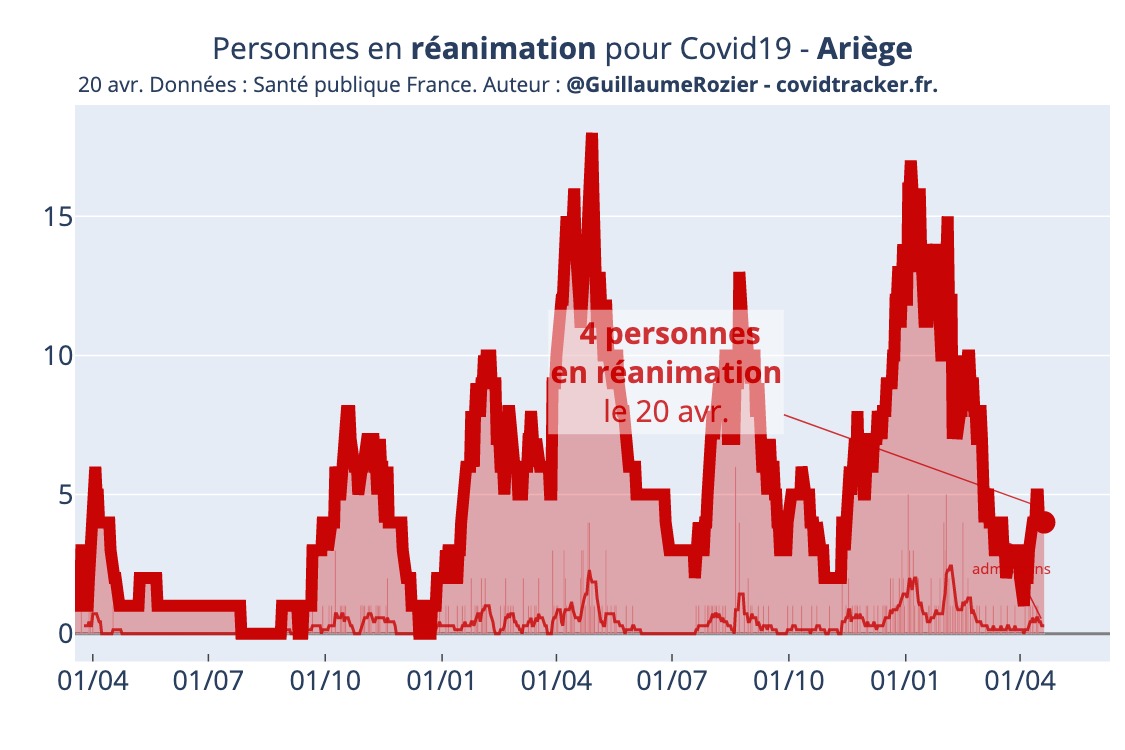 Personnes en réanimation pour Covid19 - Ariège
20 avr. Données : Santé publique France. Auteur : @GuillaumeRozier - covidtracker.fr.
15
10
5
0
4 personnes
en réanimation
le 20 avr.
01/04
01/07
01/10
01/01
01/04
01/07
01/10
01/01
01/04